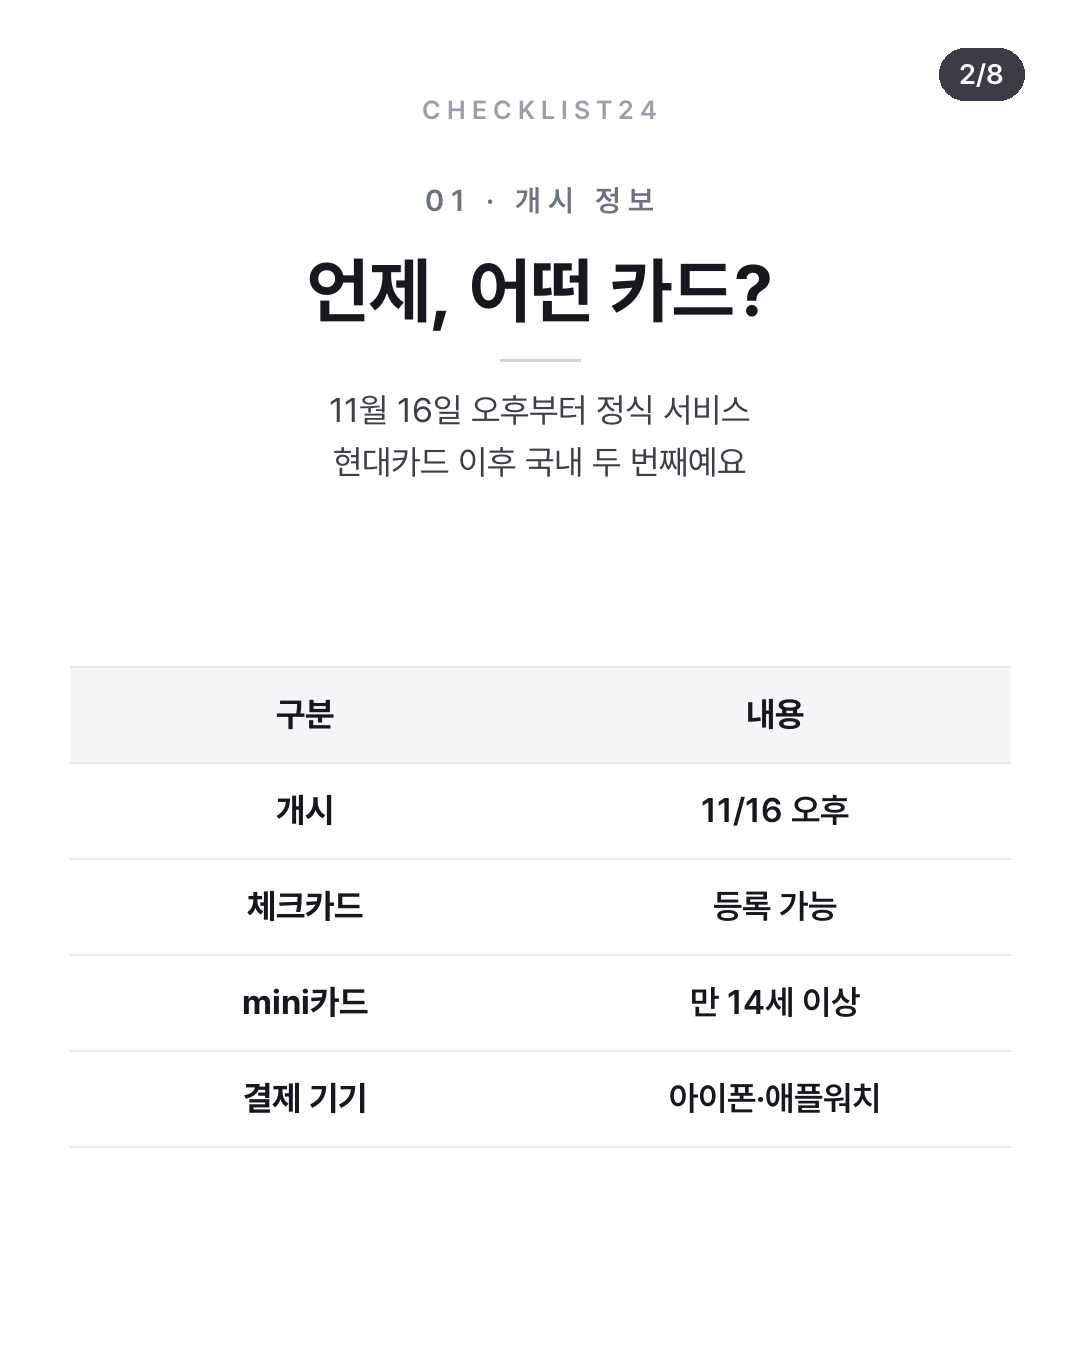 2/8
CHECKLIST24
01 · 개시 정보
언제, 어떤 카드?
11월 16일 오후부터 정식 서비스
현대카드 이후 국내 두 번째예요
구분 내용
개시 11/16 오후
체크카드 등록 가능
mini카드 만 14세 이상
결제 기기 아이폰·애플워치